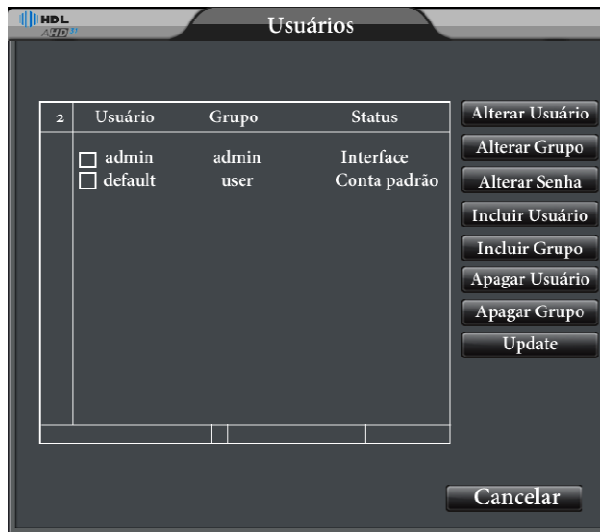 HDL
AHD
Usuários
2 Usuário Grupo Status
admin admin Interface
default user Conta padrão
Alterar Usuário
Alterar Grupo
Alterar Senha
Incluir Usuário
Incluir Grupo
Apagar Usuário
Apagar Grupo
Update
Cancelar